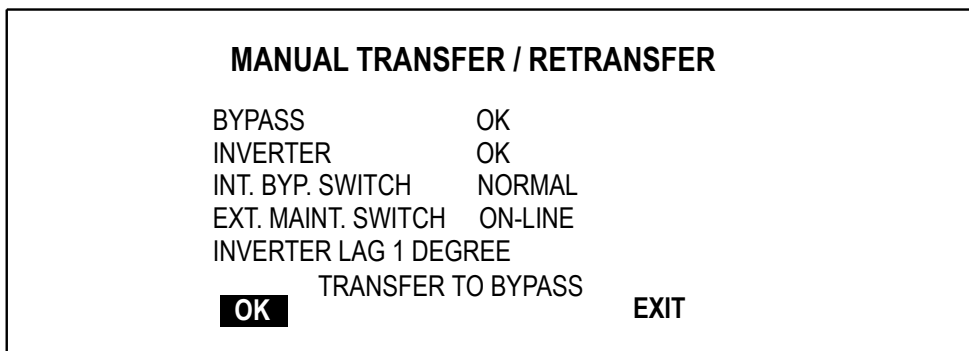 MANUAL TRANSFER / RETRANSFER
BYPASS OK
INVERTER OK
INT. BYP. SWITCH NORMAL
EXT. MAINT. SWITCH ON-LINE
INVERTER LAG 1 DEGREE
TRANSFER TO BYPASS
OK EXIT